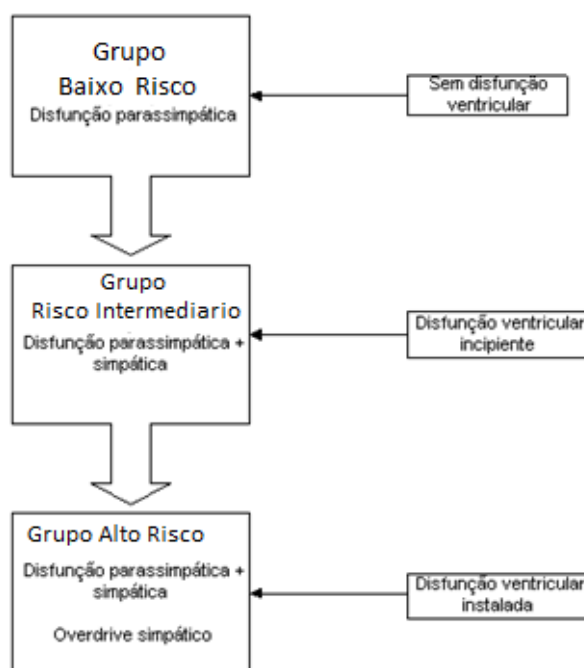 Grupo
Baixo Risco
Disfunção parassimpática
Sem disfunção
ventricular
Grupo
Risco Intermediario
Disfunção parassimpática +
simpática
Disfunção ventricular
incipiente
Grupo Alto Risco
Disfunção parassimpática +
simpática
Overdrive simpático
Disfunção ventricular
instalada